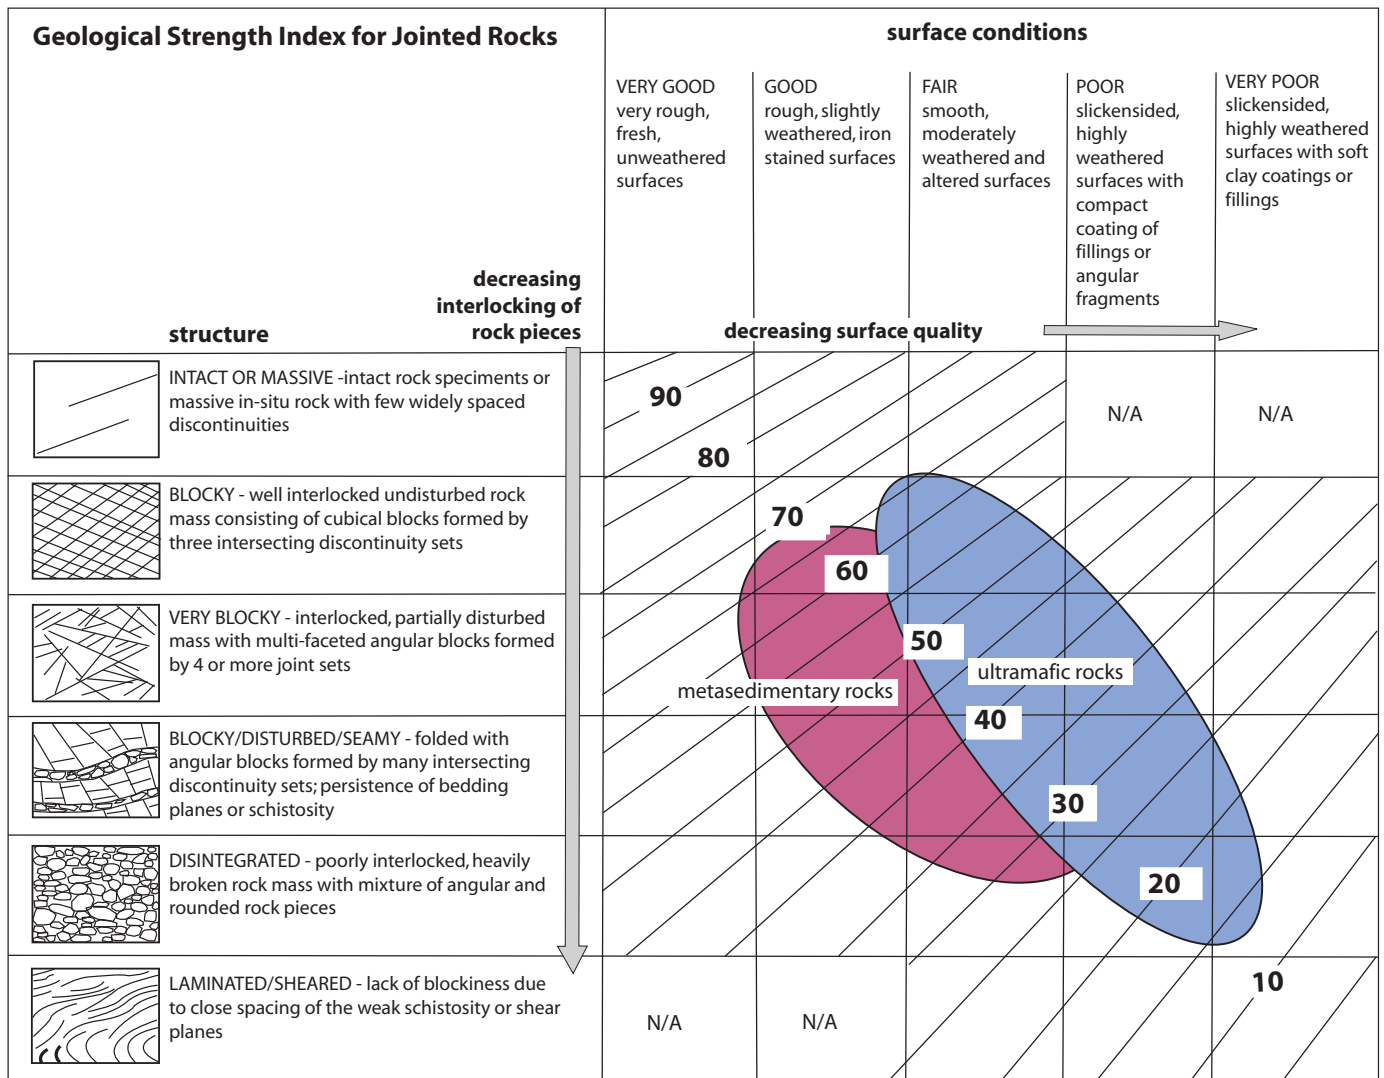 Geological Strength Index for Jointed Rocks
surface conditions
VERY GOOD
very rough,
fresh,
unweathered
surfaces
GOOD
rough, slightly
weathered, iron
stained surfaces
FAIR
smooth,
moderately
weathered and
altered surfaces
POOR
slickensided,
highly
weathered
surfaces with
compact
coating of
fillings or
angular
fragments
VERY POOR
slickensided,
highly weathered
surfaces with soft
clay coatings or
fillings
decreasing
interlocking of
rock pieces
structure
decreasing surface quality
INTACT OR MASSIVE -intact rock speciments or
massive in-situ rock with few widely spaced
discontinuities
90
80
N/A
N/A
BLOCKY - well interlocked undisturbed rock
mass consisting of cubical blocks formed by
three intersecting discontinuity sets
70
60
VERY BLOCKY - interlocked, partially disturbed
mass with multi-faceted angular blocks formed
by 4 or more joint sets
50
ultramafic rocks
metasedimentary rocks
40
BLOCKY/DISTURBED/SEAMY - folded with
angular blocks formed by many intersecting
discontinuity sets; persistence of bedding
planes or schistosity
30
DISINTEGRATED - poorly interlocked, heavily
broken rock mass with mixture of angular and
rounded rock pieces
20
LAMINATED/SHEARED - lack of blockiness due
to close spacing of the weak schistosity or shear
planes
N/A
N/A
10